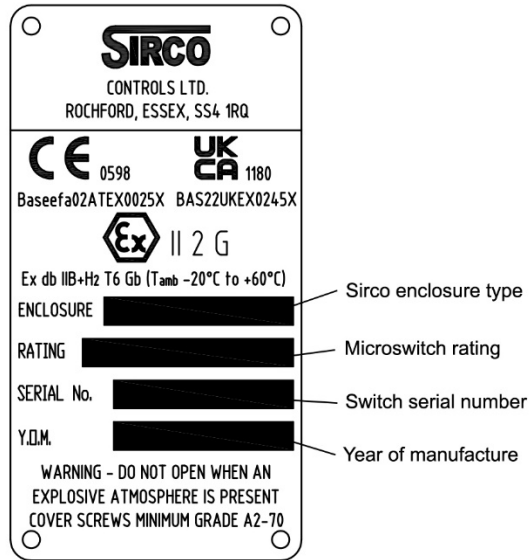 SIRCO
CONTROLS LTD.
ROCHFORD, ESSEX, SS4 1RQ
CE 0598 UKCA 1180
Baseefa02ATEX0025X BAS22UKEX0245X
Ex II 2 G
Ex db IIB+H2 T6 Gb (Tamb -20°C to +60°C)
ENCLOSURE Sirco enclosure type
RATING Microswitch rating
SERIAL No. Switch serial number
Y.O.M. Year of manufacture
WARNING - DO NOT OPEN WHEN AN
EXPLOSIVE ATMOSPHERE IS PRESENT
COVER SCREWS MINIMUM GRADE A2-70